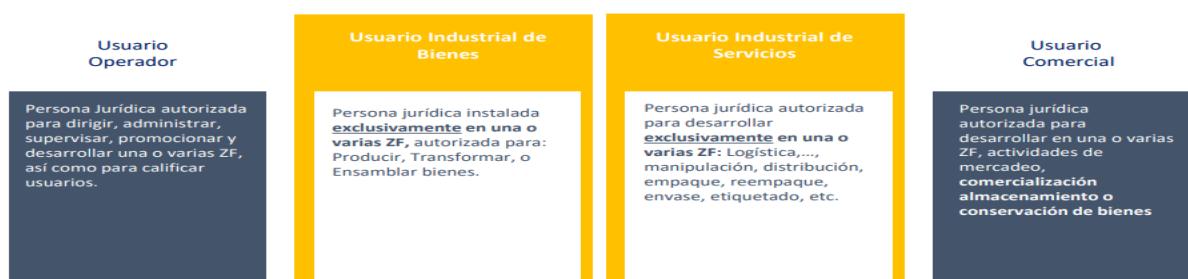 Usuario
Operador
Persona Jurídica autorizada
para dirigir, administrar,
supervisar, promocionar y
desarrollar una o varias ZF,
así como para calificar
usuarios.
Usuario Industrial de
Bienes
Persona jurídica instalada
exclusivamente en una o
varias ZF, autorizada para:
Producir, Transformar, o
Ensamblar bienes.
Usuario Industrial de
Servicios
Persona jurídica autorizada
para desarrollar
exclusivamente en una o
varias ZF: Logística,...,
manipulación, distribución,
empaque, reempaque,
envase, etiquetado, etc.
Usuario
Comercial
Persona jurídica
autorizada para
desarrollar en una o varias
ZF, actividades de
mercadeo,
comercialización
almacenamiento o
conservación de bienes